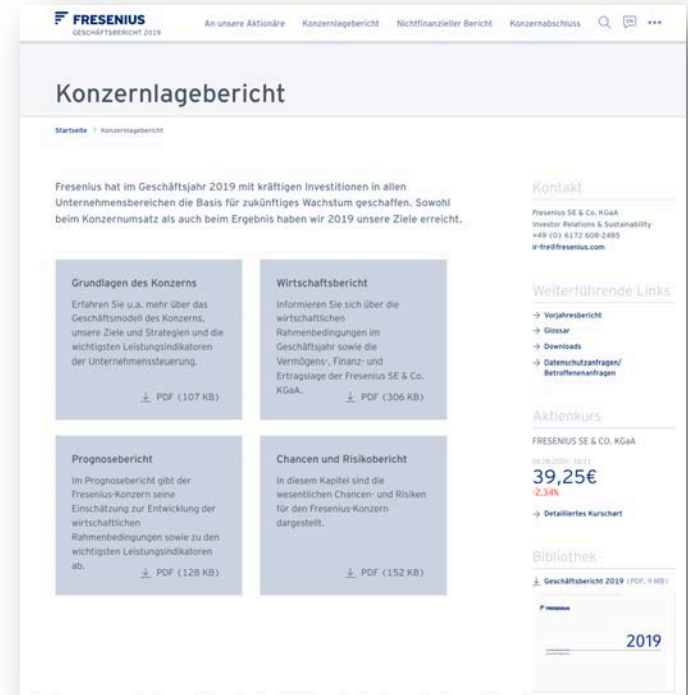 FRESENIUS
GESCHÄFTSBERICHT 2019
An unsere Aktionäre Konzernlagebericht Nichtfinanzieller Bericht Konzernabschluss EN
Konzernlagebericht
Startseite > Konzernlagebericht
Fresenius hat im Geschäftsjahr 2019 mit kräftigen Investitionen in allen
Unternehmensbereichen die Basis für zukünftiges Wachstum geschaffen. Sowohl
beim Konzernumsatz als auch beim Ergebnis haben wir 2019 unsere Ziele erreicht.
Grundlagen des Konzerns
Erfahren Sie u.a. mehr über das
Geschäftsmodell des Konzerns,
unsere Ziele und Strategien und die
wichtigsten Leistungsindikatoren
der Unternehmenssteuerung.
PDF (107 KB)
Wirtschaftsbericht
Informieren Sie sich über die
wirtschaftlichen
Rahmenbedingungen im
Geschäftsjahr sowie die
Vermögens-, Finanz- und
Ertragslage der Fresenius SE & Co.
KGaA.
PDF (306 KB)
Prognosebericht
Im Prognosebericht gibt der
Fresenius-Konzern seine
Einschätzung zur Entwicklung der
wirtschaftlichen
Rahmenbedingungen sowie zu den
wichtigsten Leistungsindikatoren
ab.
PDF (128 KB)
Chancen und Risikobericht
In diesem Kapitel sind die
wesentlichen Chancen- und Risiken
für den Fresenius-Konzern
dargestellt.
PDF (152 KB)
Kontakt
Fresenius SE & Co. KGaA
Investor Relations & Sustainability
+49 (0) 6172 608-2485
ir-fre@fresenius.com
Weiterführende Links
→ Vorjahresbericht
→ Glossar
→ Downloads
→ Datenschutzanfragen/
Betroffenenanfragen
Aktienkurs
FRESENIUS SE & CO. KGaA
39,25€
-2,34%
→ Detailliertes Kurschart
Bibliothek
Geschäftsbericht 2019 (PDF, 9 MB)
FRESENIUS
2019